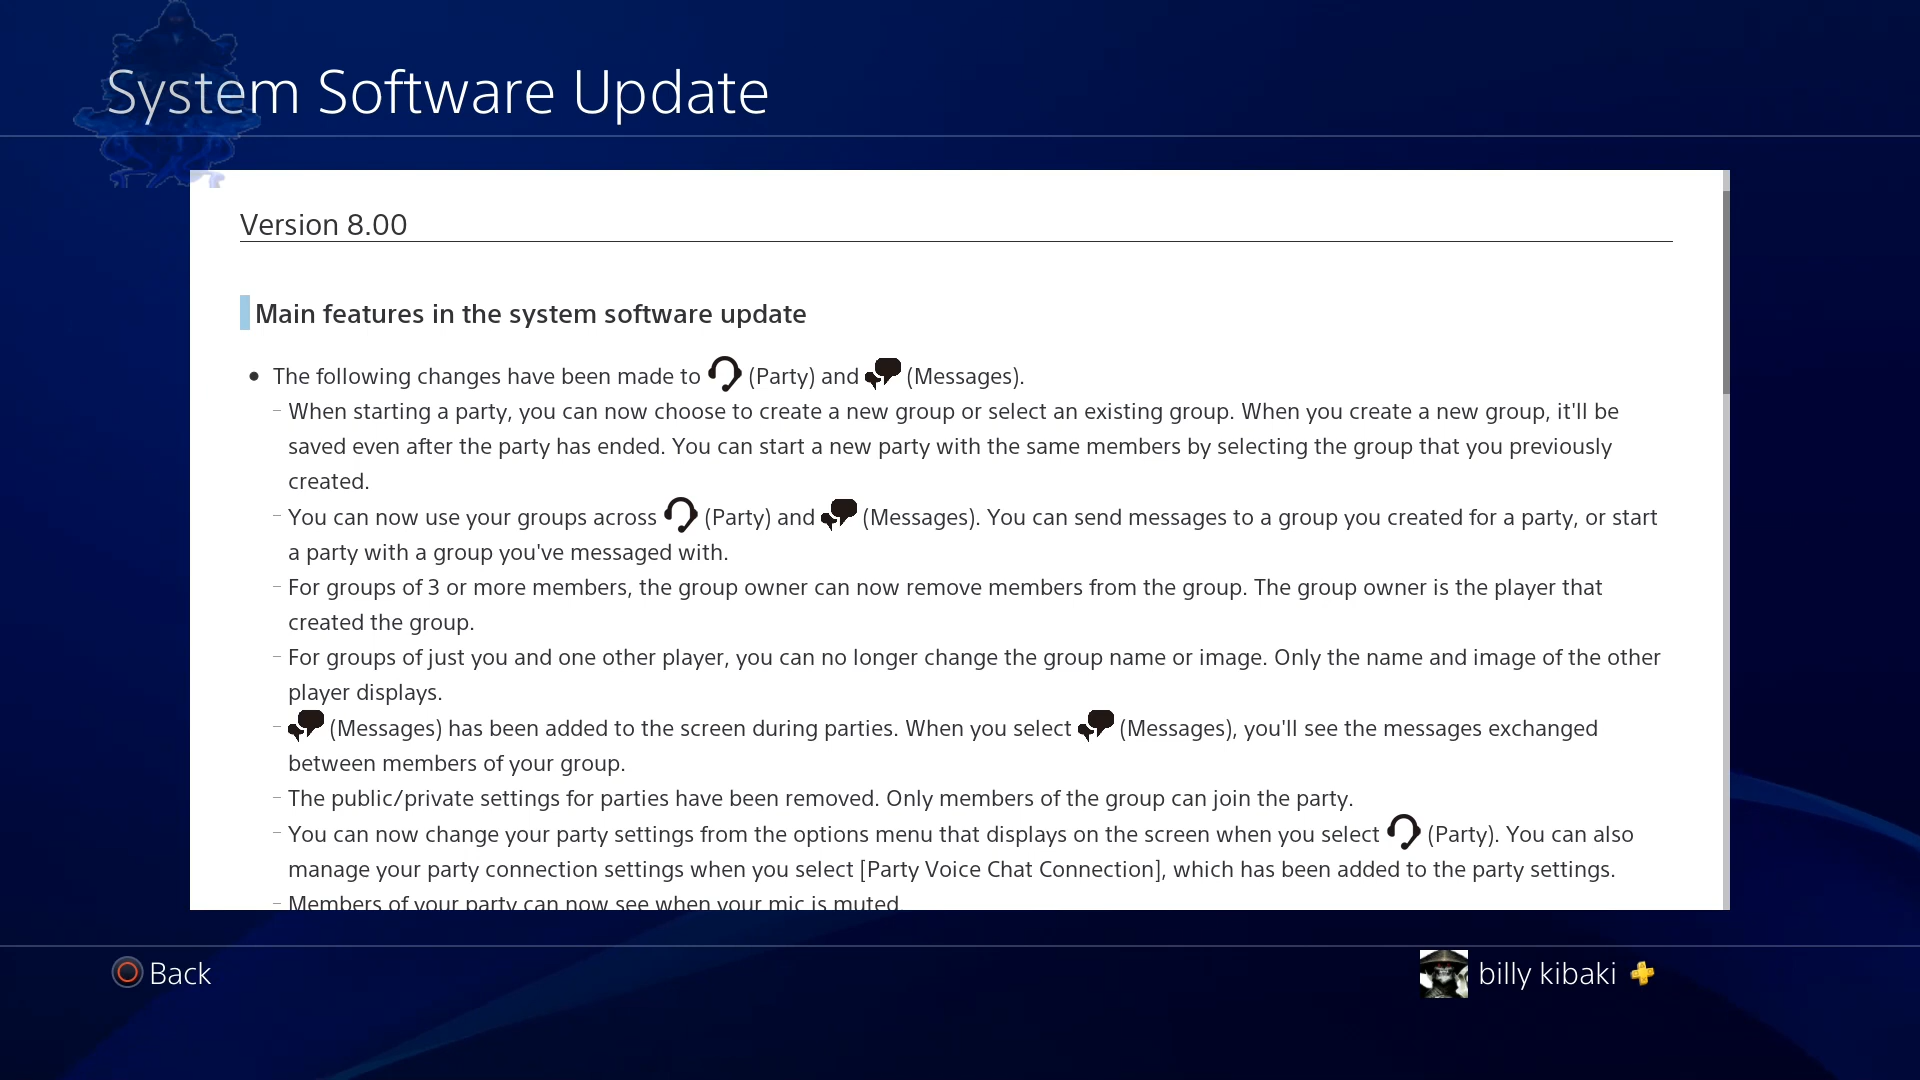 System Software Update
Version 8.00
Main features in the system software update
• The following changes have been made to (Party) and (Messages).
- When starting a party, you can now choose to create a new group or select an existing group. When you create a new group, it'll be
saved even after the party has ended. You can start a new party with the same members by selecting the group that you previously
created.
- You can now use your groups across (Party) and (Messages). You can send messages to a group you created for a party, or start
a party with a group you've messaged with.
- For groups of 3 or more members, the group owner can now remove members from the group. The group owner is the player that
created the group.
- For groups of just you and one other player, you can no longer change the group name or image. Only the name and image of the other
player displays.
- (Messages) has been added to the screen during parties. When you select (Messages), you'll see the messages exchanged
between members of your group.
- The public/private settings for parties have been removed. Only members of the group can join the party.
- You can now change your party settings from the options menu that displays on the screen when you select (Party). You can also
manage your party connection settings when you select [Party Voice Chat Connection], which has been added to the party settings.
- Members of your party can now see when your mic is muted.
Back
billy kibaki